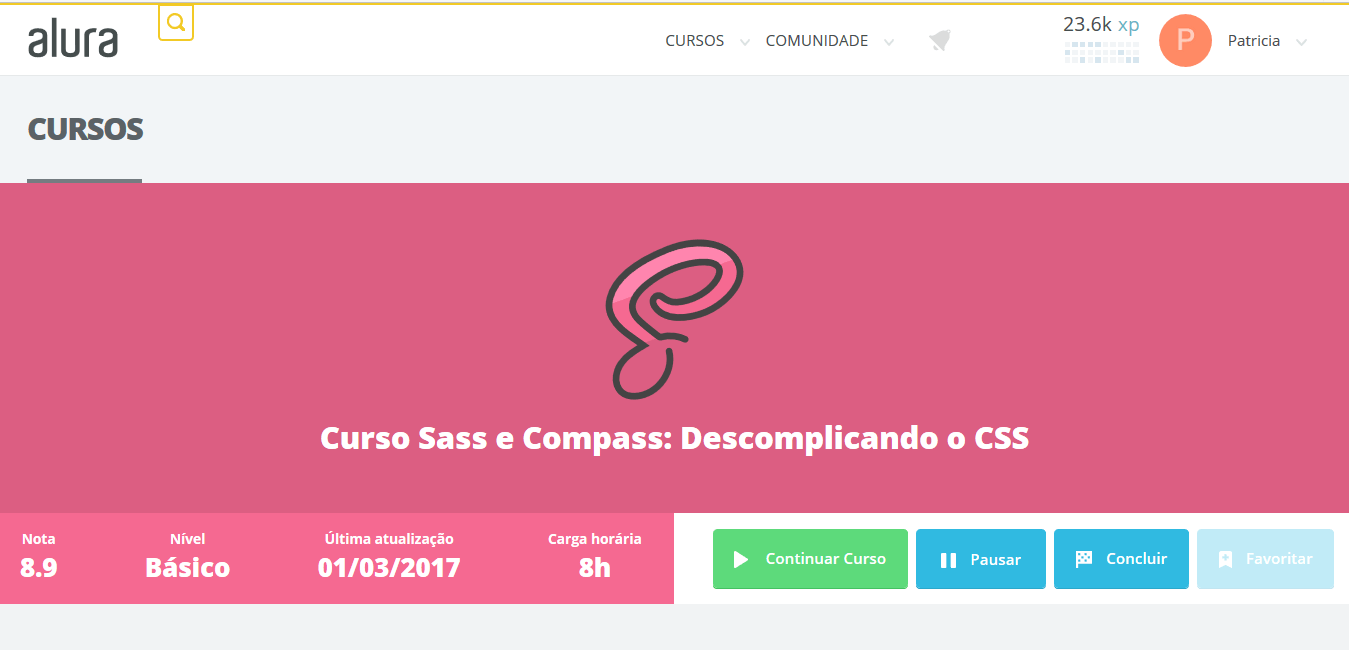 alura
CURSOS
COMUNIDADE
23.6k xp
P
Patricia
CURSOS
Curso Sass e Compass: Descomplicando o CSS
Nota
8.9
Nível
Básico
Última atualização
01/03/2017
Carga horária
8h
Continuar Curso
Pausar
Concluir
Favoritar